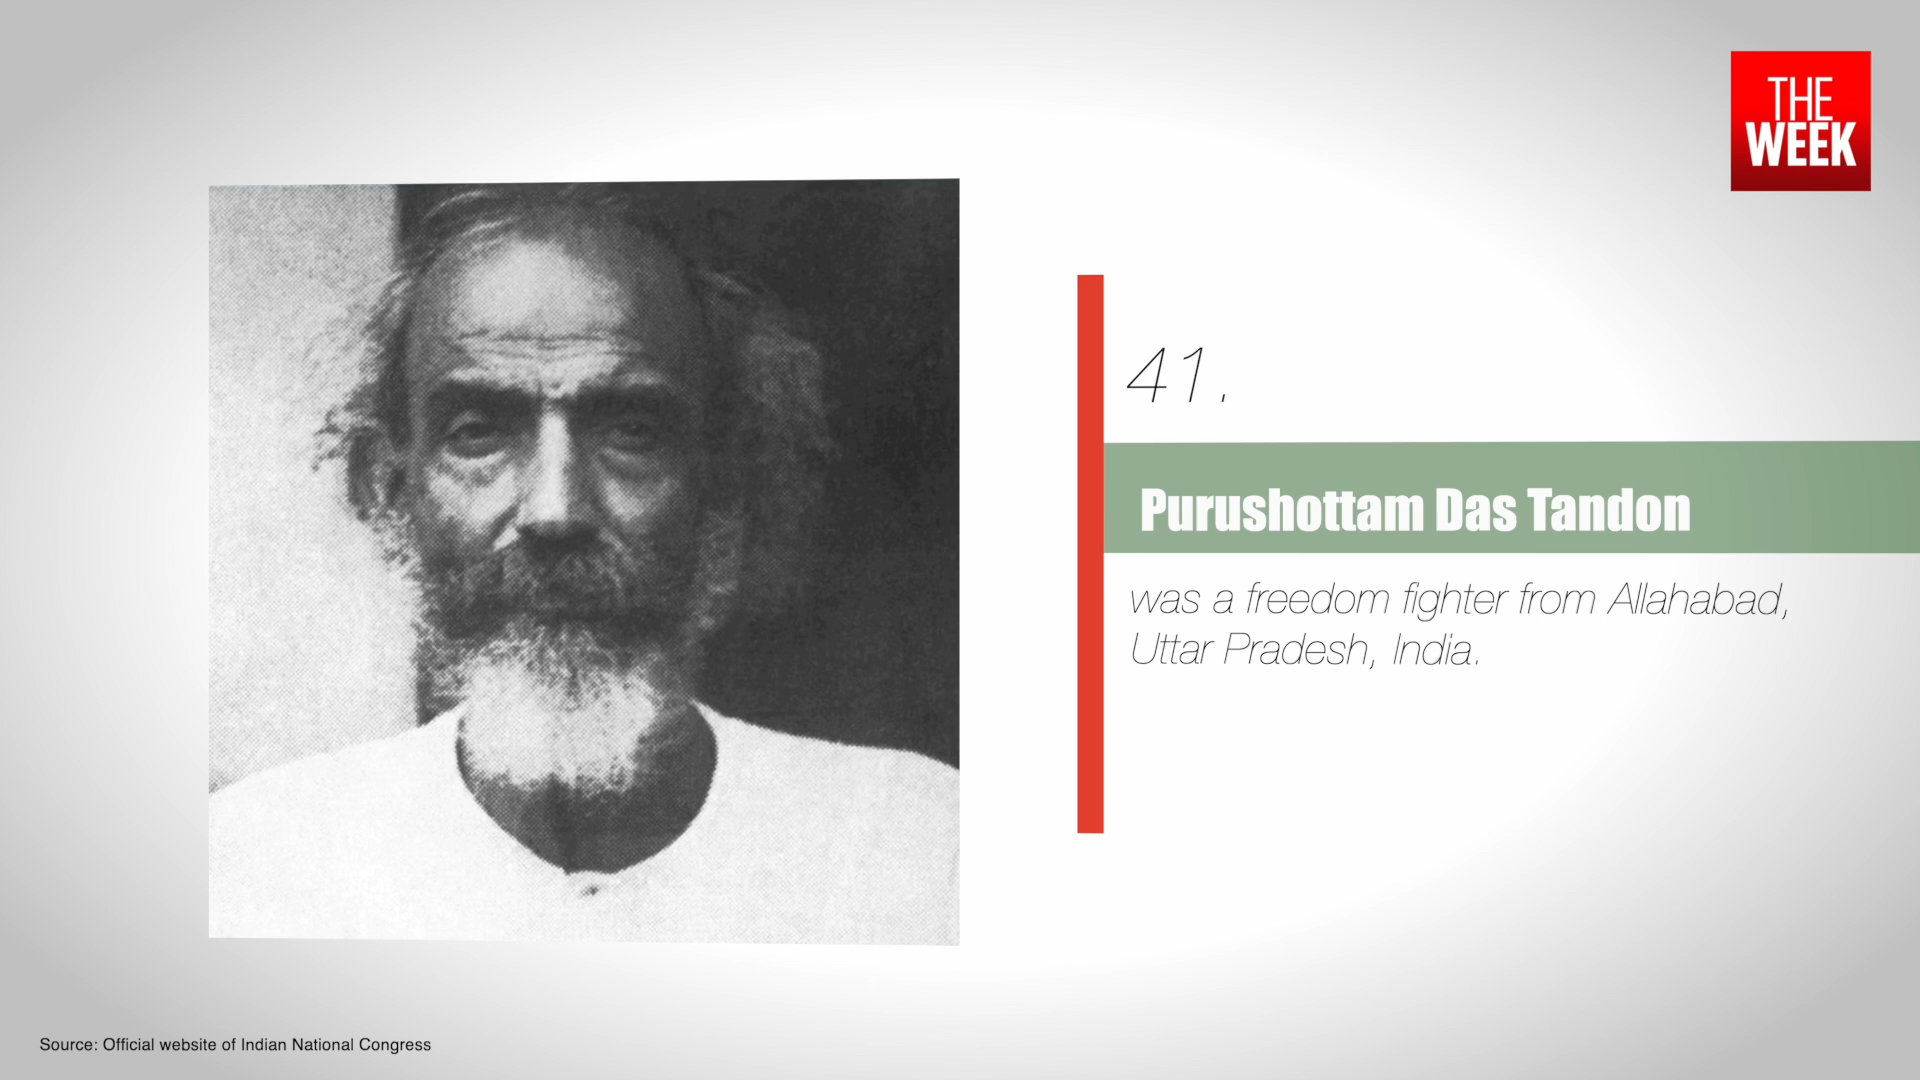 THE
WEEK
41.
Purushottam Das Tandon
was a freedom fighter from Allahabad,
Uttar Pradesh, India.
Source: Official website of Indian National Congress